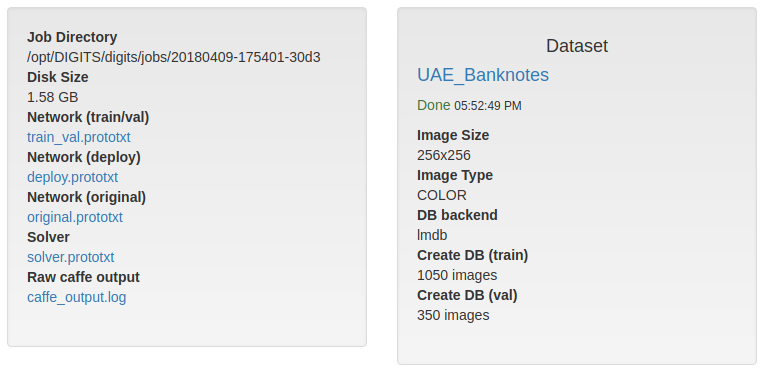 Job Directory
/opt/DIGITS/digits/jobs/20180409-175401-30d3
Disk Size
1.58 GB
Network (train/val)
train_val.prototxt
Network (deploy)
deploy.prototxt
Network (original)
original.prototxt
Solver
solver.prototxt
Raw caffe output
caffe_output.log
Dataset
UAE_Banknotes
Done 05:52:49 PM
Image Size
256x256
Image Type
COLOR
DB backend
lmdb
Create DB (train)
1050 images
Create DB (val)
350 images